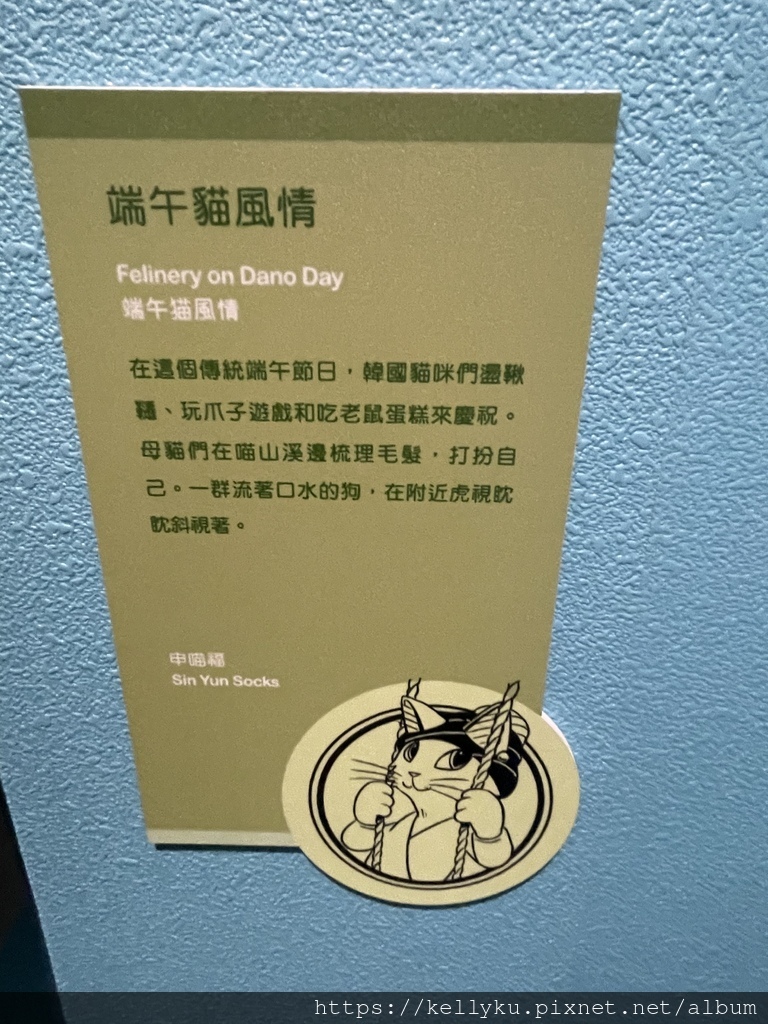 端午貓風情
Felinery on Dano Day
端午猫風情
在這個傳統端午節日，韓國貓咪們盪鞦
韆、玩爪子遊戲和吃老鼠蛋糕來慶祝。
母貓們在喵山溪邊梳理毛髮，打扮自
己。一群流著口水的狗，在附近虎視眈
眈斜視著。
申喵福
Sin Yun Socks
https://kellyku.pixnet.net/album